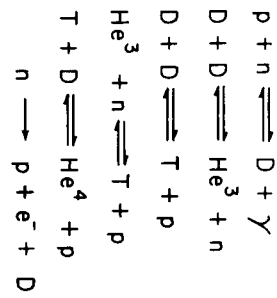 p + n ⇌ D + γ
D + D ⇌ He³ + n
D + D ⇌ T + p
He³ + n ⇌ T + p
T + D ⇌ He⁴ + p
n → p + e⁻ + D